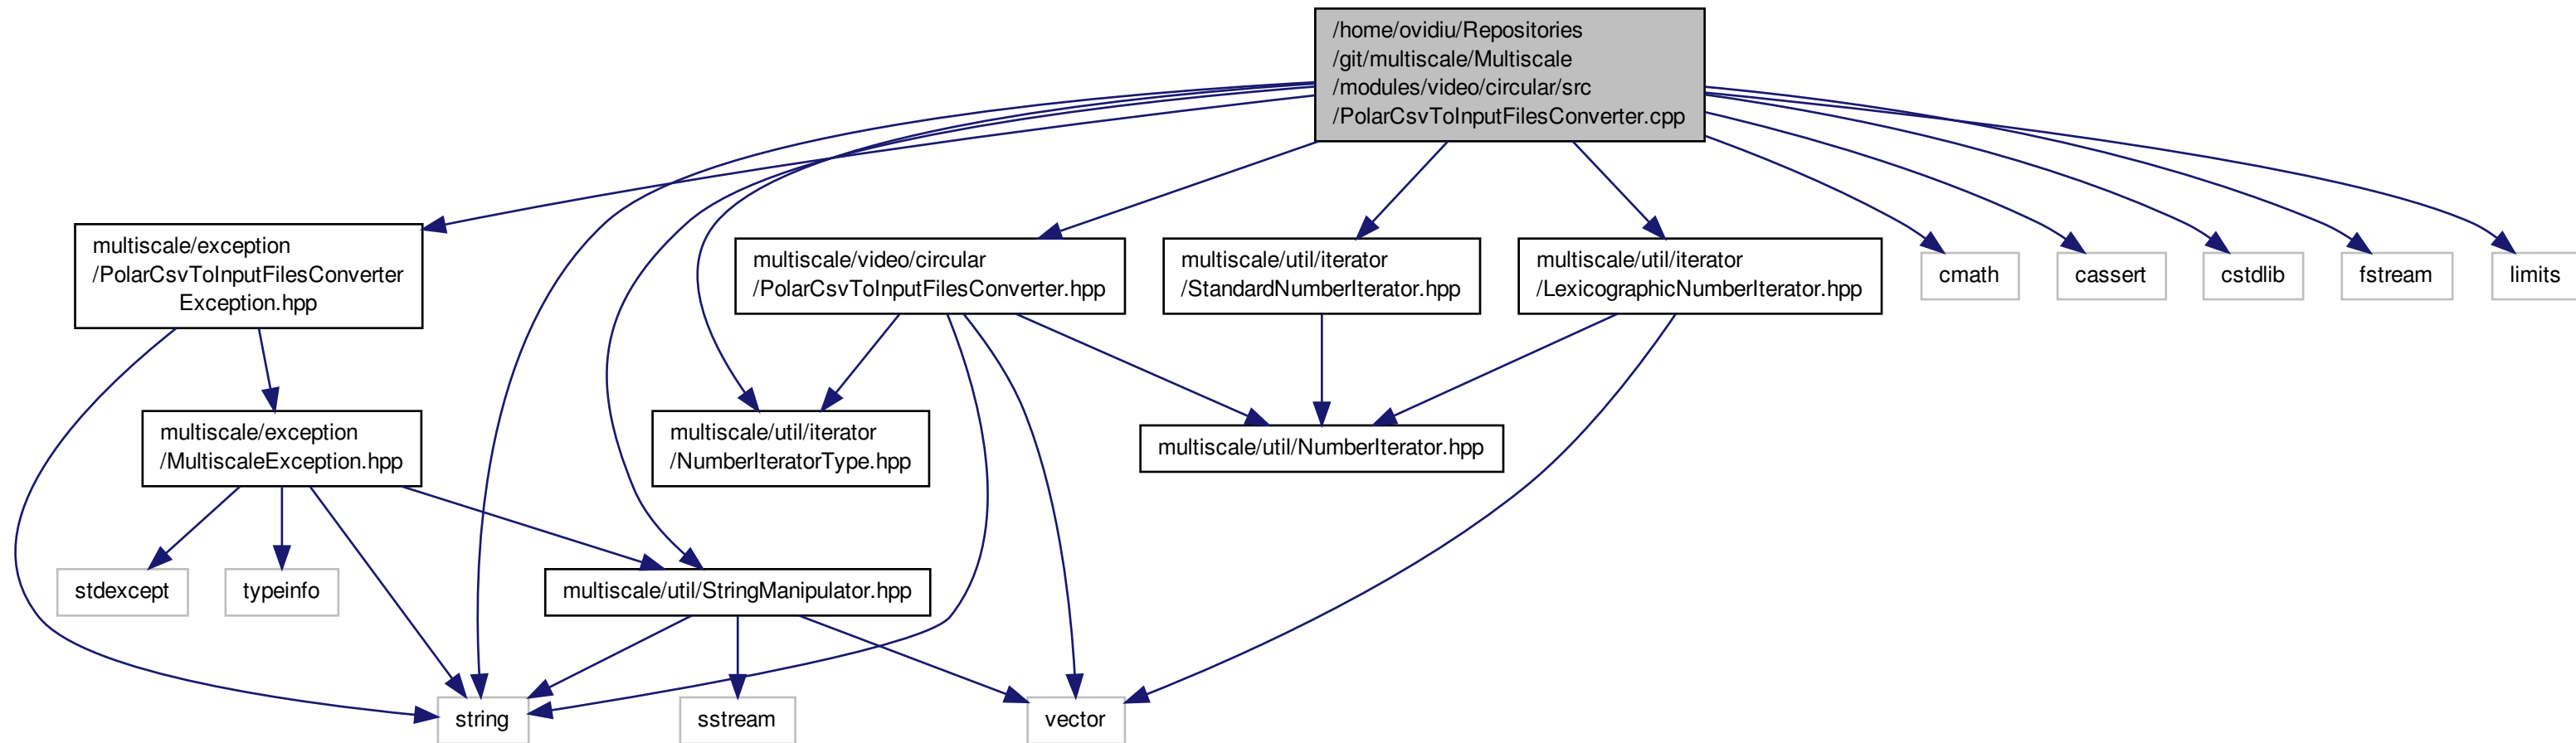 /home/ovidiu/Repositories
/git/multiscale/Multiscale
/modules/video/circular/src
/PolarCsvToInputFilesConverter.cpp
multiscale/exception
/PolarCsvToInputFilesConverter
Exception.hpp
multiscale/video/circular
/PolarCsvToInputFilesConverter.hpp
multiscale/util/iterator
/StandardNumberIterator.hpp
multiscale/util/iterator
/LexicographicNumberIterator.hpp
cmath
cassert
cstdlib
fstream
limits
multiscale/exception
/MultiscaleException.hpp
multiscale/util/iterator
/NumberIteratorType.hpp
multiscale/util/NumberIterator.hpp
stdexcept
typeinfo
multiscale/util/StringManipulator.hpp
string
sstream
vector